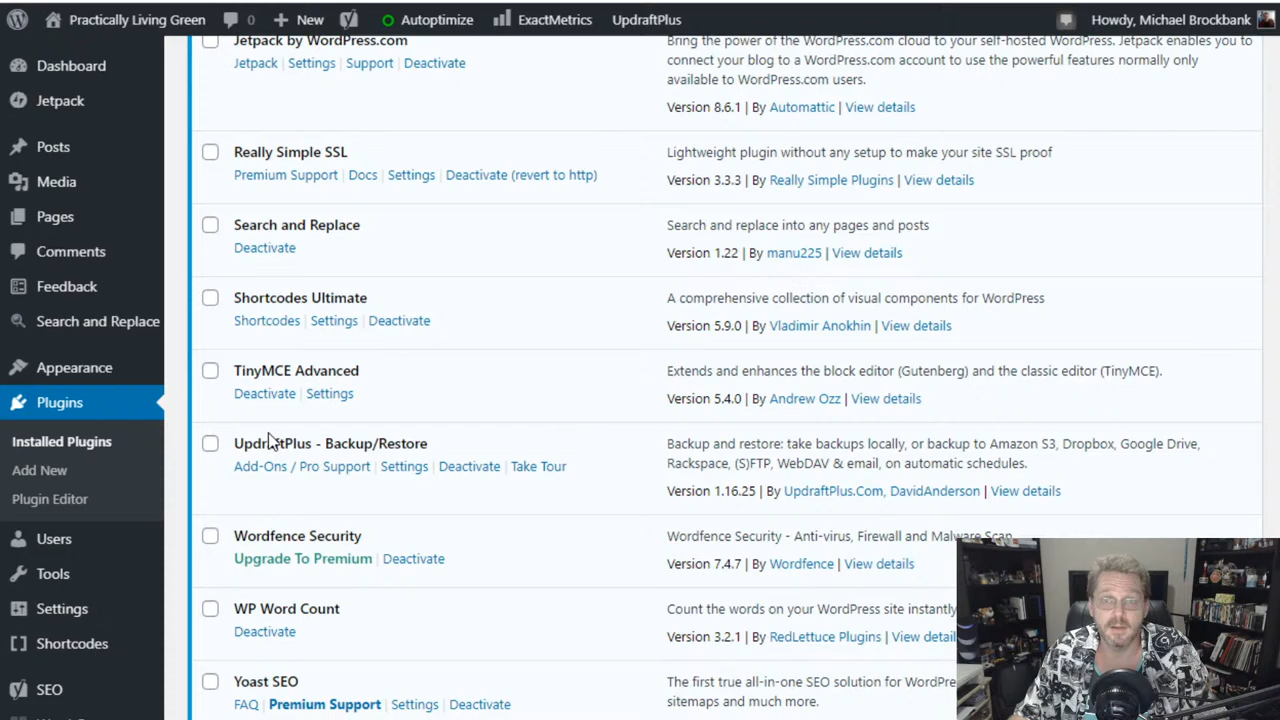 Practically Living Green 0 New Autoptimize ExactMetrics UpdraftPlus Howdy, Michael Brockbank
Dashboard
Jetpack
Posts
Media
Pages
Comments
Feedback
Search and Replace
Appearance
Plugins
Installed Plugins
Add New
Plugin Editor
Users
Tools
Settings
Shortcodes
SEO
Jetpack by WordPress.com
Jetpack | Settings | Support | Deactivate
Bring the power of the WordPress.com cloud to your self-hosted WordPress. Jetpack enables you to
connect your blog to a WordPress.com account to use the powerful features normally only
available to WordPress.com users.
Version 8.6.1 | By Automattic | View details
Really Simple SSL
Premium Support | Docs | Settings | Deactivate (revert to http)
Lightweight plugin without any setup to make your site SSL proof
Version 3.3.3 | By Really Simple Plugins | View details
Search and Replace
Deactivate
Search and replace into any pages and posts
Version 1.22 | By manu225 | View details
Shortcodes Ultimate
Shortcodes | Settings | Deactivate
A comprehensive collection of visual components for WordPress
Version 5.9.0 | By Vladimir Anokhin | View details
TinyMCE Advanced
Deactivate | Settings
Extends and enhances the block editor (Gutenberg) and the classic editor (TinyMCE).
Version 5.4.0 | By Andrew Ozz | View details
UpdraftPlus - Backup/Restore
Add-Ons / Pro Support | Settings | Deactivate | Take Tour
Backup and restore: take backups locally, or backup to Amazon S3, Dropbox, Google Drive,
Rackspace, (S)FTP, WebDAV & email, on automatic schedules.
Version 1.16.25 | By UpdraftPlus.Com, DavidAnderson | View details
Wordfence Security
Upgrade To Premium | Deactivate
Wordfence Security - Anti-virus, Firewall and Malware Scan
Version 7.4.7 | By Wordfence | View details
WP Word Count
Deactivate
Count the words on your WordPress site instantly
Version 3.2.1 | By RedLettuce Plugins | View detail
Yoast SEO
FAQ | Premium Support | Settings | Deactivate
The first true all-in-one SEO solution for WordPre
sitemaps and much more.